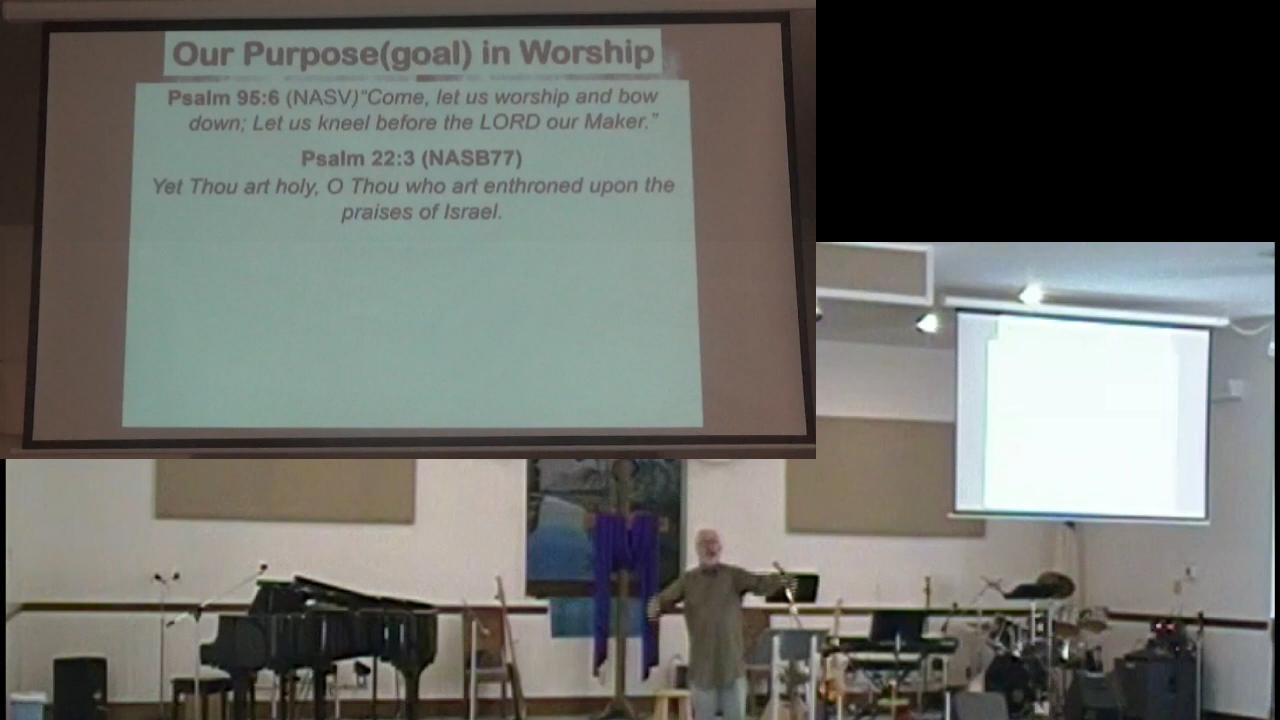 Our Purpose(goal) in Worship
Psalm 95:6 (NASV)“Come, let us worship and bow
down; Let us kneel before the LORD our Maker.”
Psalm 22:3 (NASB77)
Yet Thou art holy, O Thou who art enthroned upon the
praises of Israel.